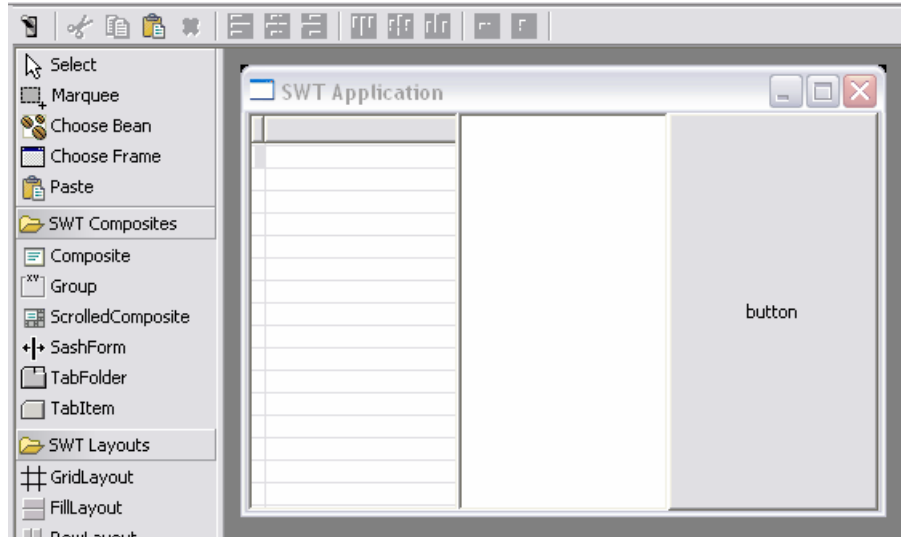 Select
Marquee
Choose Bean
Choose Frame
Paste
SWT Composites
Composite
Group
ScrolledComposite
SashForm
TabFolder
TabItem
SWT Layouts
GridLayout
FillLayout
RowLayout
SWT Application
button